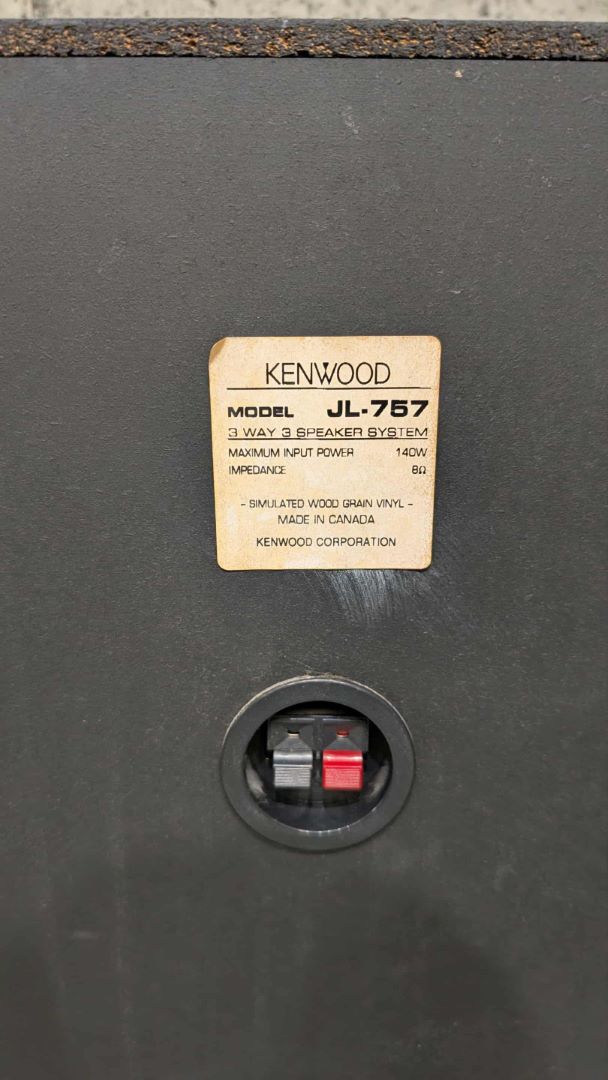 KENWOOD
MODEL JL-757
3 WAY 3 SPEAKER SYSTEM
MAXIMUM INPUT POWER 140W
IMPEDANCE 8Ω
- SIMULATED WOOD GRAIN VINYL -
MADE IN CANADA
KENWOOD CORPORATION